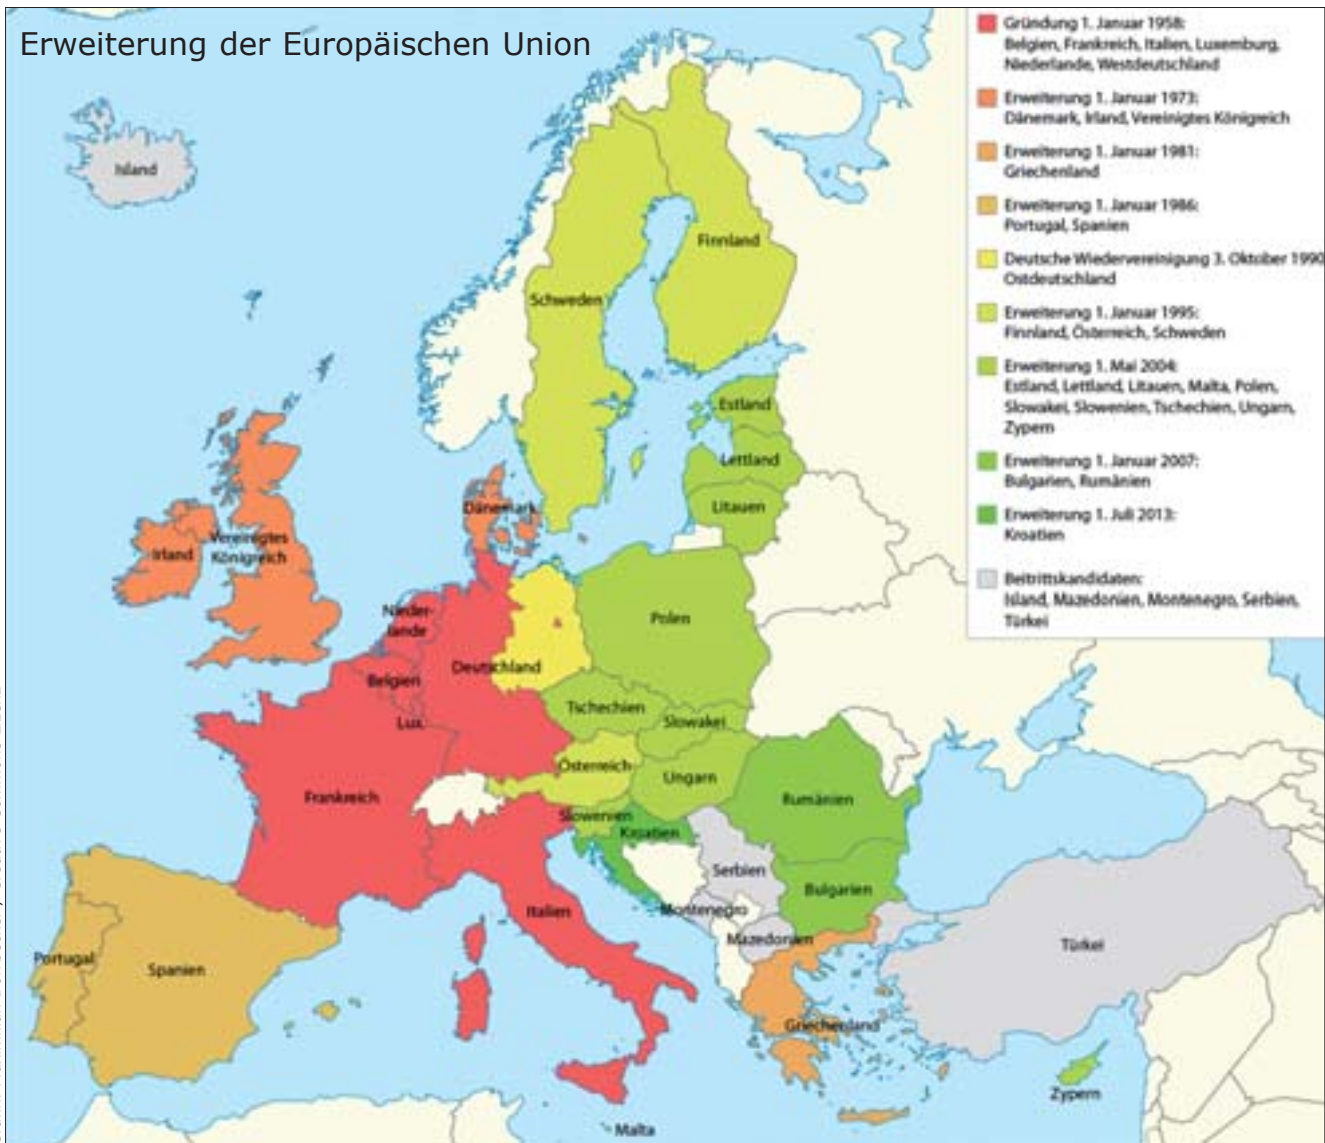 Erweiterung der Europäischen Union
Gründung 1. Januar 1958:
Belgien, Frankreich, Italien, Luxemburg,
Niederlande, Westdeutschland
Erweiterung 1. Januar 1973:
Dänemark, Irland, Vereinigtes Königreich
Erweiterung 1. Januar 1981:
Griechenland
Erweiterung 1. Januar 1986:
Portugal, Spanien
Deutsche Wiedervereinigung 3. Oktober 1990
Ostdeutschland
Erweiterung 1. Januar 1995:
Finnland, Österreich, Schweden
Erweiterung 1. Mai 2004:
Estland, Lettland, Litauen, Malta, Polen,
Slowakei, Slowenien, Tschechien, Ungarn,
Zypern
Erweiterung 1. Januar 2007:
Bulgarien, Rumänien
Erweiterung 1. Juli 2013:
Kroatien
Beitrittskandidaten:
Island, Mazedonien, Montenegro, Serbien,
Türkei
Island
Finnland
Schweden
Estland
Lettland
Litauen
Dänemark
Irland
Vereinigtes
Königreich
Nieder-
lande
Polen
Deutschland
Belgien
Lux.
Tschechien
Slowakei
Österreich
Ungarn
Frankreich
Rumänien
Slowenien
Kroatien
Serbien
Bulgarien
Italien
Montenegro
Mazedonien
Türkei
Portugal
Spanien
Griechenland
Zypern
Malta